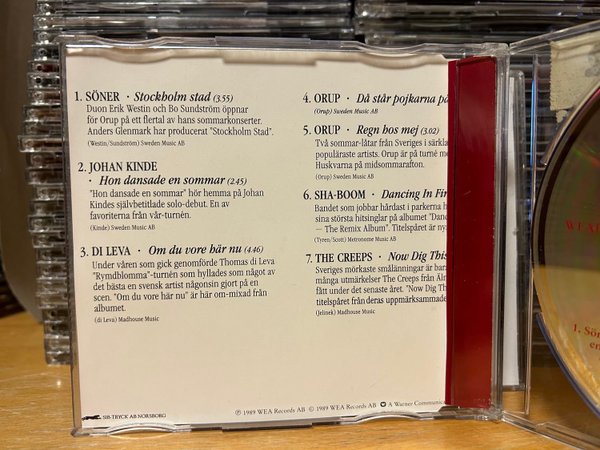 1. SÖNER · Stockholm stad (3.55)
Duon Erik Westin och Bo Sundström öppnar
för Orup på ett flertal av hans sommarkonserter.
Anders Glenmark har producerat "Stockholm Stad".
(Westin/Sundström) Sweden Music AB
2. JOHAN KINDE
· Hon dansade en sommar (2.45)
"Hon dansade en sommar" hör hemma på Johan
Kindes självbetitlade solo-debut. En av
favoriterna från vår-turnén.
(Kinde) Sweden Music AB
3. DI LEVA · Om du vore här nu (4.46)
Under våren som gick genomförde Thomas di Leva
"Rymdblomma"-turnén som hyllades som något av
det bästa en svensk artist någonsin gjort på en
scen. "Om du vore här nu" är här om-mixad från
albumet.
(di Leva) Madhouse Music
SIB-TRYCK AB NORSBORG
4. ORUP · Då står pojkarna på
(Orup) Sweden Music AB
5. ORUP · Regn hos mej (3.02)
Två sommar-låtar från Sveriges i särkla
populäraste artist. Orup är på turné m
Huskvarna på midsommarafton.
(Orup) Sweden Music AB
6. SHA-BOOM · Dancing In Fir
Bandet som jobbar hårdast i parkerna h
sina största hitsinglar på albumet "Danc
– The Remix Album". Titelspåret är nys
(Tyren/Scott) Metronome Music AB
7. THE CREEPS · Now Dig This
Sveriges mörkaste smålänningar är bara
många utmärkelser The Creeps från Älm
fått under det senaste året. "Now Dig Th
titelspåret från deras uppmärksammade
(Jelinek) Madhouse Music
℗ 1989 WEA Records AB © 1989 WEA Records AB
A Warner Communica
WEA
1. Sön
en